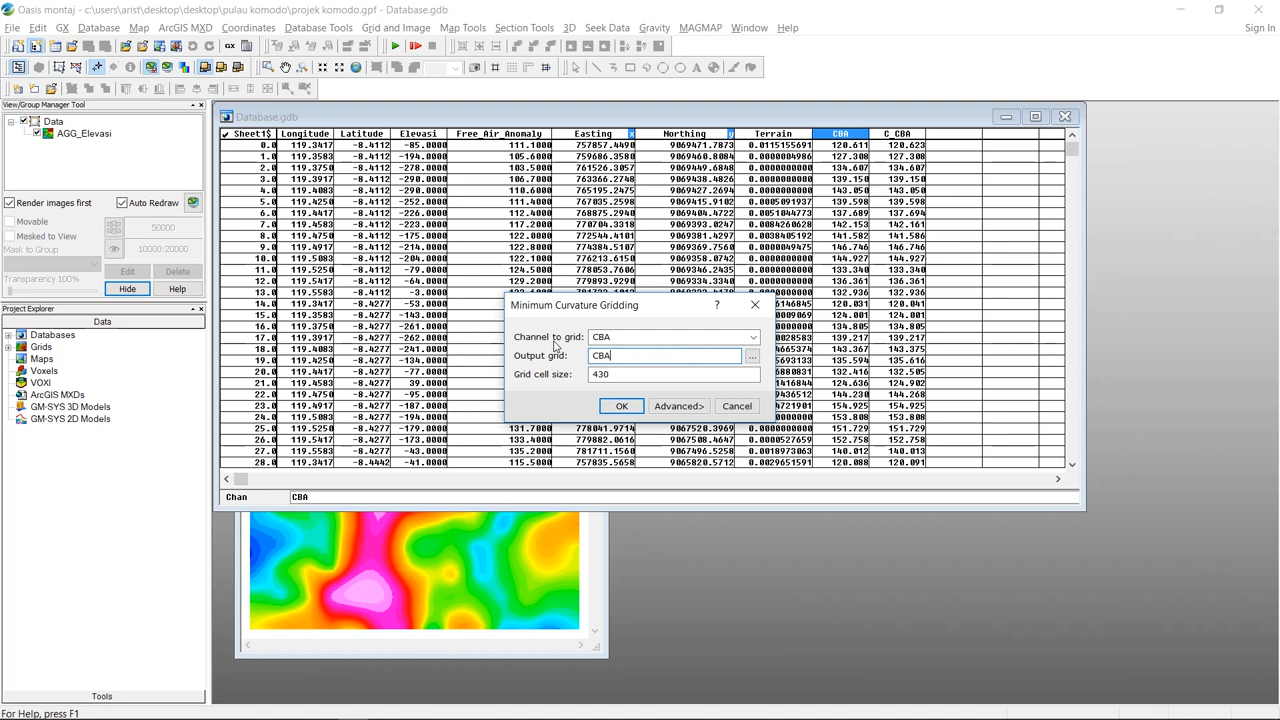 Oasis montaj - c:\users\arist\desktop\desktop\pulau komodo\projek komodo.gpf - Database.gdb
File Edit GX Database Map ArcGIS MXD Coordinates Database Tools Grid and Image Map Tools Section Tools 3D Seek Data Gravity MAGMAP Window Help Sign In
View/Group Manager Tool
Data
AGG_Elevasi
Render images first Auto Redraw
Movable 50000
Masked to View
Mask to Group 10000:20000
Transparency 100% Edit Delete
Hide Help
Project Explorer
Data
Databases
Grids
Maps
Voxels
VOXI
ArcGIS MXDs
GM-SYS 3D Models
GM-SYS 2D Models
Tools
For Help, press F1
Database.gdb
Sheet1$ Longitude Latitude Elevasi Free_Air_Anomaly Easting x Northing y Terrain CBA C_CBA
0.0 119.3417 -8.4112 -85.0000 111.1000 757857.4490 9069471.7873 0.0115155691 120.611 120.623
1.0 119.3583 -8.4112 -194.0000 105.6000 759686.3580 9069460.8084 0.0000004986 127.308 127.308
2.0 119.3750 -8.4112 -278.0000 103.5000 761526.3057 9069449.6848 0.0000000000 134.607 134.607
3.0 119.3917 -8.4112 -266.0000 106.7000 763366.2748 9069438.4826 0.0000000000 139.150 139.150
4.0 119.4083 -8.4112 -266.0000 110.6000 765195.2475 9069427.2694 0.0000000000 143.050 143.050
5.0 119.4250 -8.4112 -252.0000 111.4000 767035.2598 9069415.9102 0.0000000000 139.598 139.598
6.0 119.4417 -8.4112 112.4000 768875.2940 9069404.4722 0.0051044773 137.689 137.694
7.0 119.4583 -8.4112 -223.0000 117.2000 770704.3318 9069393.0247 0.0084260628 142.153 142.161
8.0 119.4750 -8.4112 -175.0000 122.8000 772544.4101 9069381.4297 0.0038405192 141.582 141.586
9.0 119.4917 -8.4112 -214.0000 122.8000 774384.5107 9069369.7560 0.0000004975 146.746 146.746
10.0 119.5083 -8.4112 -204.0000 122.1000 776213.6150 9069358.0742 0.0000000000 144.927 144.927
11.0 119.5250 -8.4112 -79.0000 124.5000 778053.7606 9069346.2435 0.0000000000 133.340 133.340
12.0 119.5417 -8.4112 -64.0000 129.2000 779893.9290 9069334.3340 0.0000000000 136.361 136.361
13.0 119.5583 -8.4112 -3.0000 132.936 132.936
14.0 119.3417 -8.4277 -53.0000 120.031 120.041
15.0 119.3583 -8.4277 -143.0000 124.001 124.001
16.0 119.3750 -8.4277 134.805 134.805
17.0 119.3917 -8.4277 -262.0000 139.217 139.217
18.0 119.4083 -8.4277 -241.0000 143.367 143.367
19.0 119.4250 -8.4277 -134.0000 135.594
20.0 119.4417 -8.4277 -77.0000 130.831
21.0 119.4583 -8.4277 -42.0000 124.902
22.0 119.4750 -8.4277 -95.0000 144.230 144.268
23.0 119.4917 -8.4277 -187.0000 154.925
24.0 119.5083 -8.4277 -194.0000 153.808 153.808
25.0 119.5250 -8.4277 131.7000 778041.9714 9067520.3969 0.0000000000 151.729 151.729
26.0 119.5417 -8.4277 -173.0000 133.4000 779882.0616 9067508.4647 0.0000527659 152.758 152.758
27.0 119.5583 -8.4277 -43.0000 135.2000 781711.1560 9067496.5258 0.0018973063 140.012 140.013
28.0 119.3417 -8.4442 -41.0000 115.5000 757835.5658 9065820.5712 0.0029651591 120.088 120.091
Chan CBA
Minimum Curvature Gridding
Channel to grid: CBA
Output grid: CBA
Grid cell size: 430
OK Advanced> Cancel